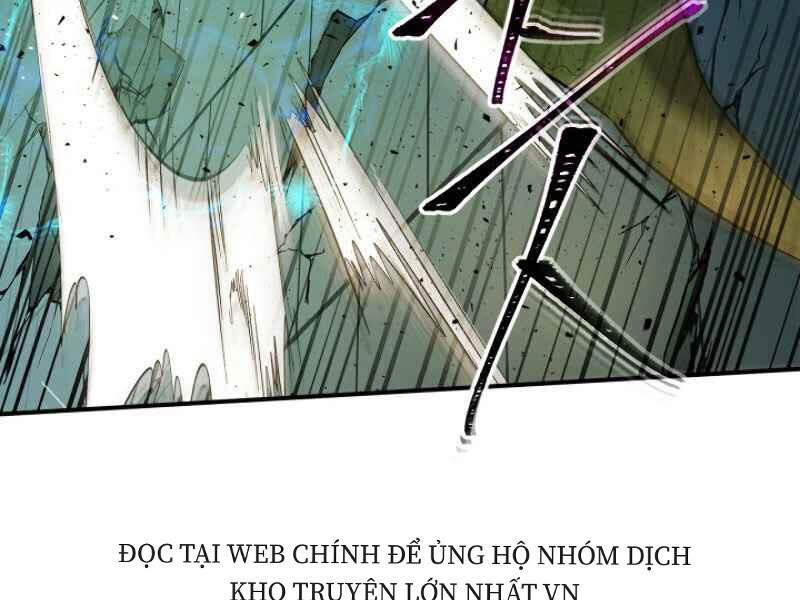 ĐỌC TẠI WEB CHÍNH ĐỂ ỦNG HỘ NHÓM DỊCH
KHO TRUYỆN LỚN NHẤT VN